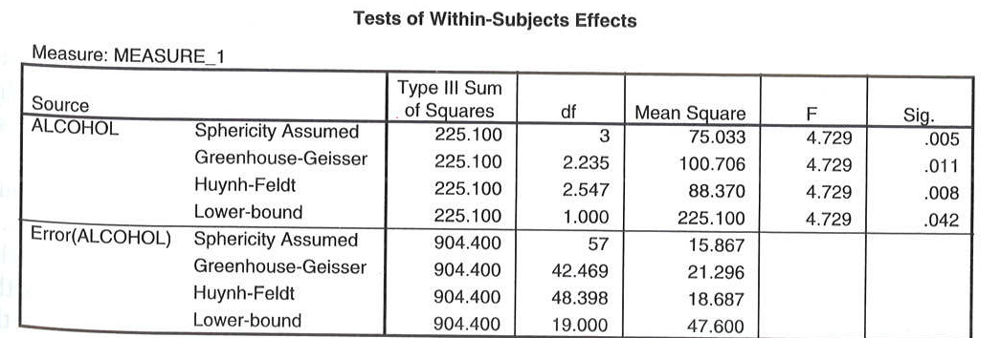 Tests of Within-Subjects Effects
Measure: MEASURE_1
Source Type III Sum of Squares df Mean Square F Sig.
ALCOHOL Sphericity Assumed 225.100 3 75.033 4.729 .005
Greenhouse-Geisser 225.100 2.235 100.706 4.729 .011
Huynh-Feldt 225.100 2.547 88.370 4.729 .008
Lower-bound 225.100 1.000 225.100 4.729 .042
Error(ALCOHOL) Sphericity Assumed 904.400 57 15.867
Greenhouse-Geisser 904.400 42.469 21.296
Huynh-Feldt 904.400 48.398 18.687
Lower-bound 904.400 19.000 47.600